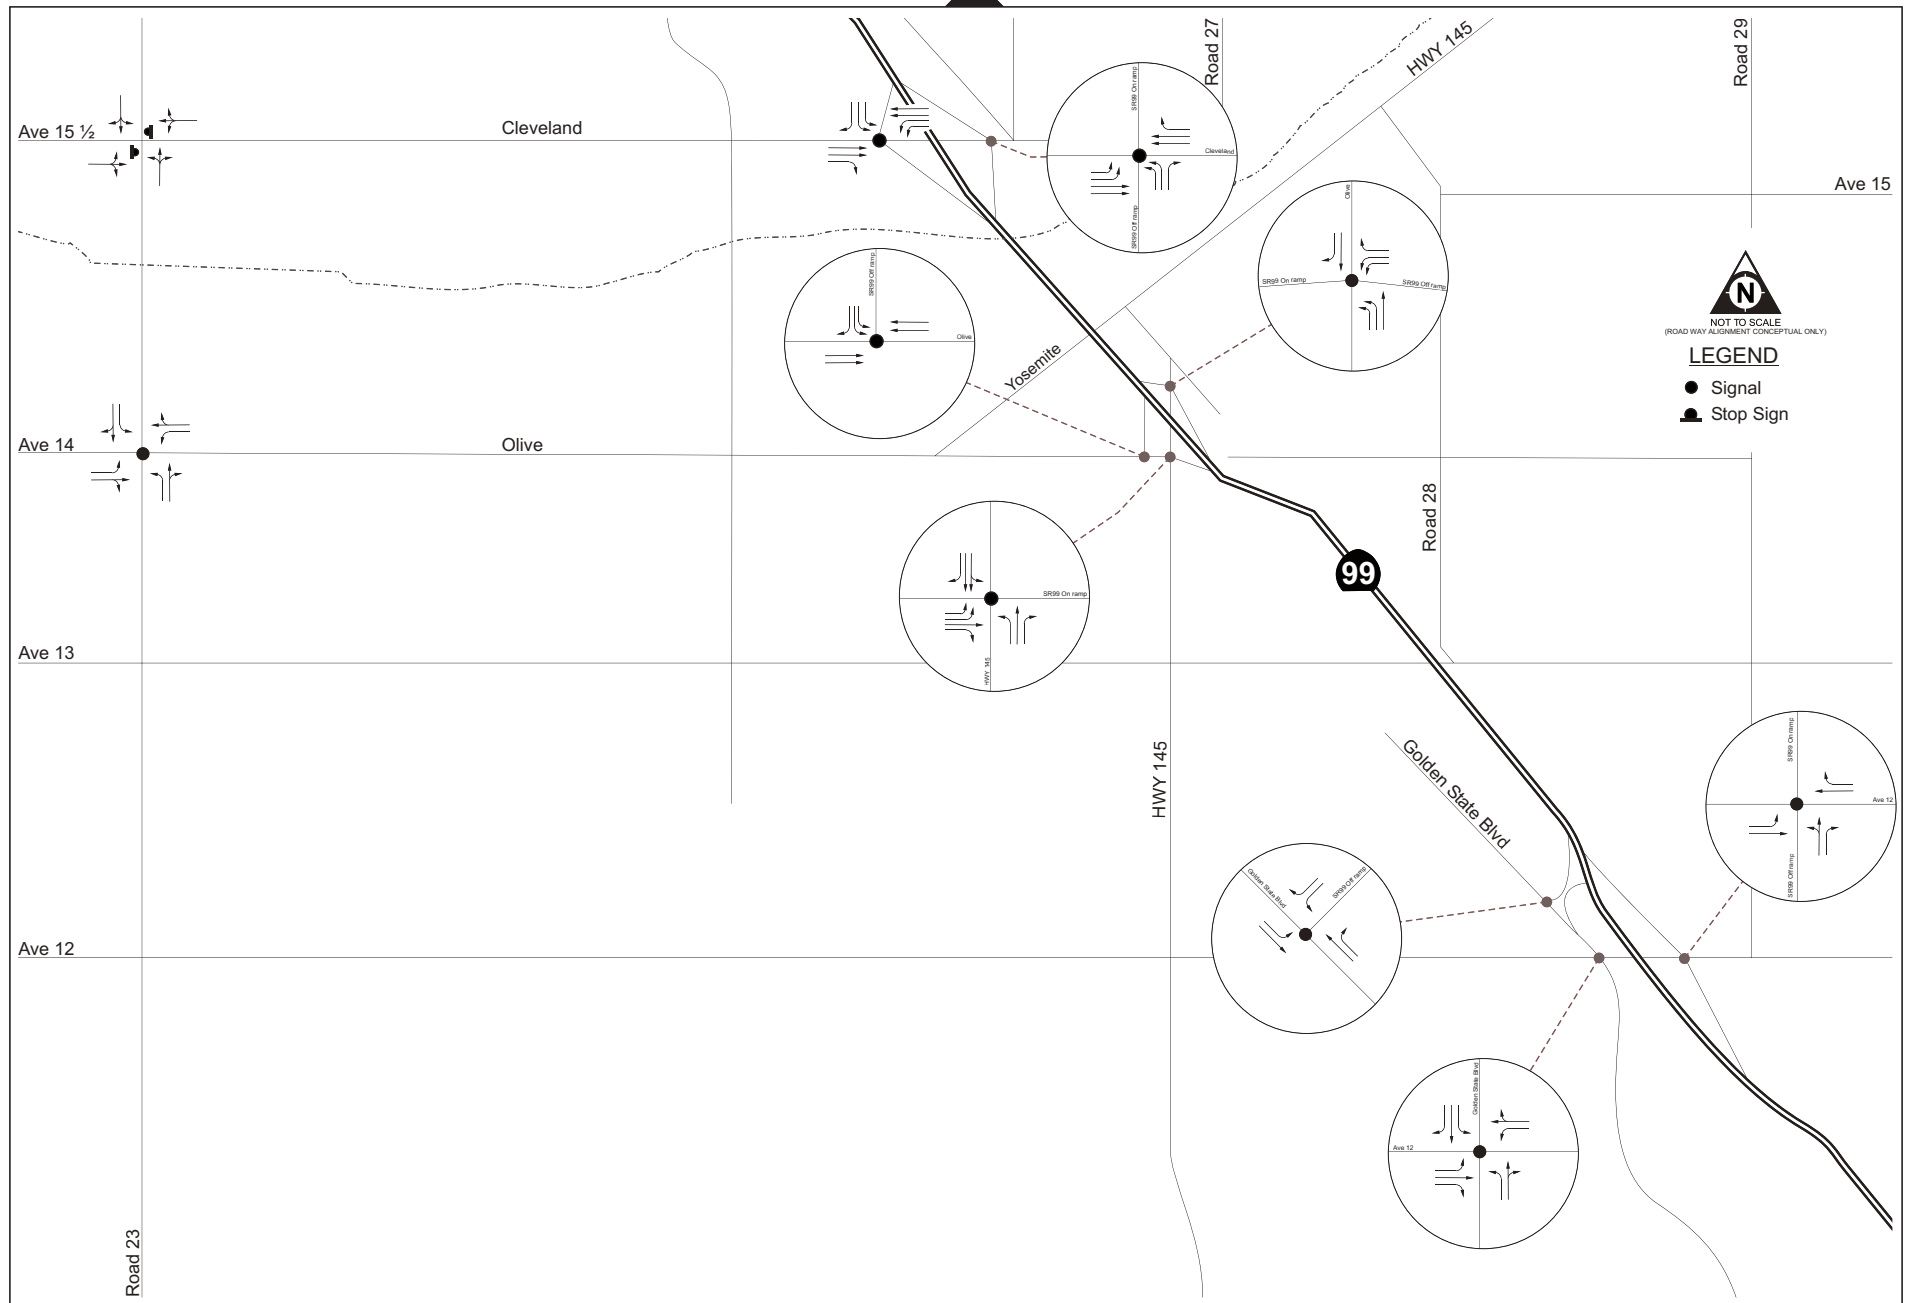 Road 27
HWY 145
Road 29
Ave 15 ½
Cleveland
SR99 On ramp
Cleveland
SR99 Off ramp
Ave 15
Olive
SR99 On ramp
SR99 Off ramp
SR99 Off ramp
Olive
N
NOT TO SCALE
(ROAD WAY ALIGNMENT CONCEPTUAL ONLY)
LEGEND
Signal
Stop Sign
Yosemite
Ave 14
Olive
Road 28
99
SR99 On ramp
HWY 145
Ave 13
HWY 145
Golden State Blvd
SR99 On ramp
Ave 12
SR99 Off ramp
Golden State Blvd
SR99 Off ramp
Ave 12
Golden State Blvd
Ave 12
Road 23